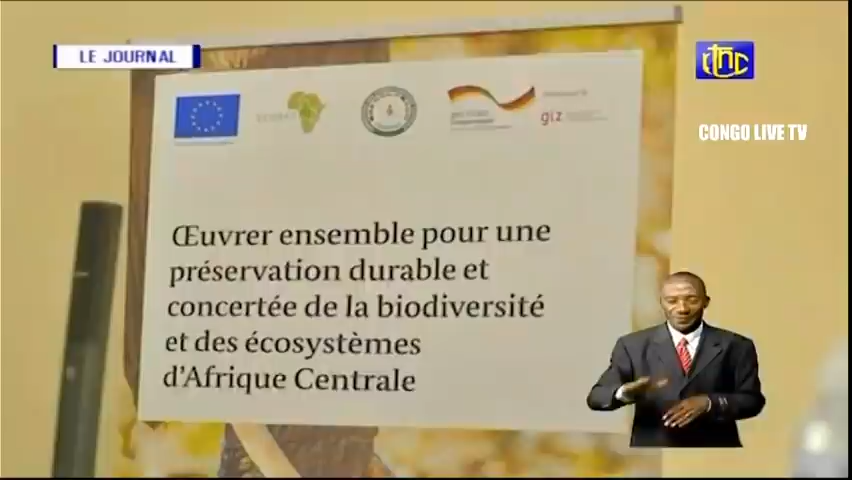 LE JOURNAL
CONGO LIVE TV
giz
Œuvrer ensemble pour une
préservation durable et
concertée de la biodiversité
et des écosystèmes
d'Afrique Centrale